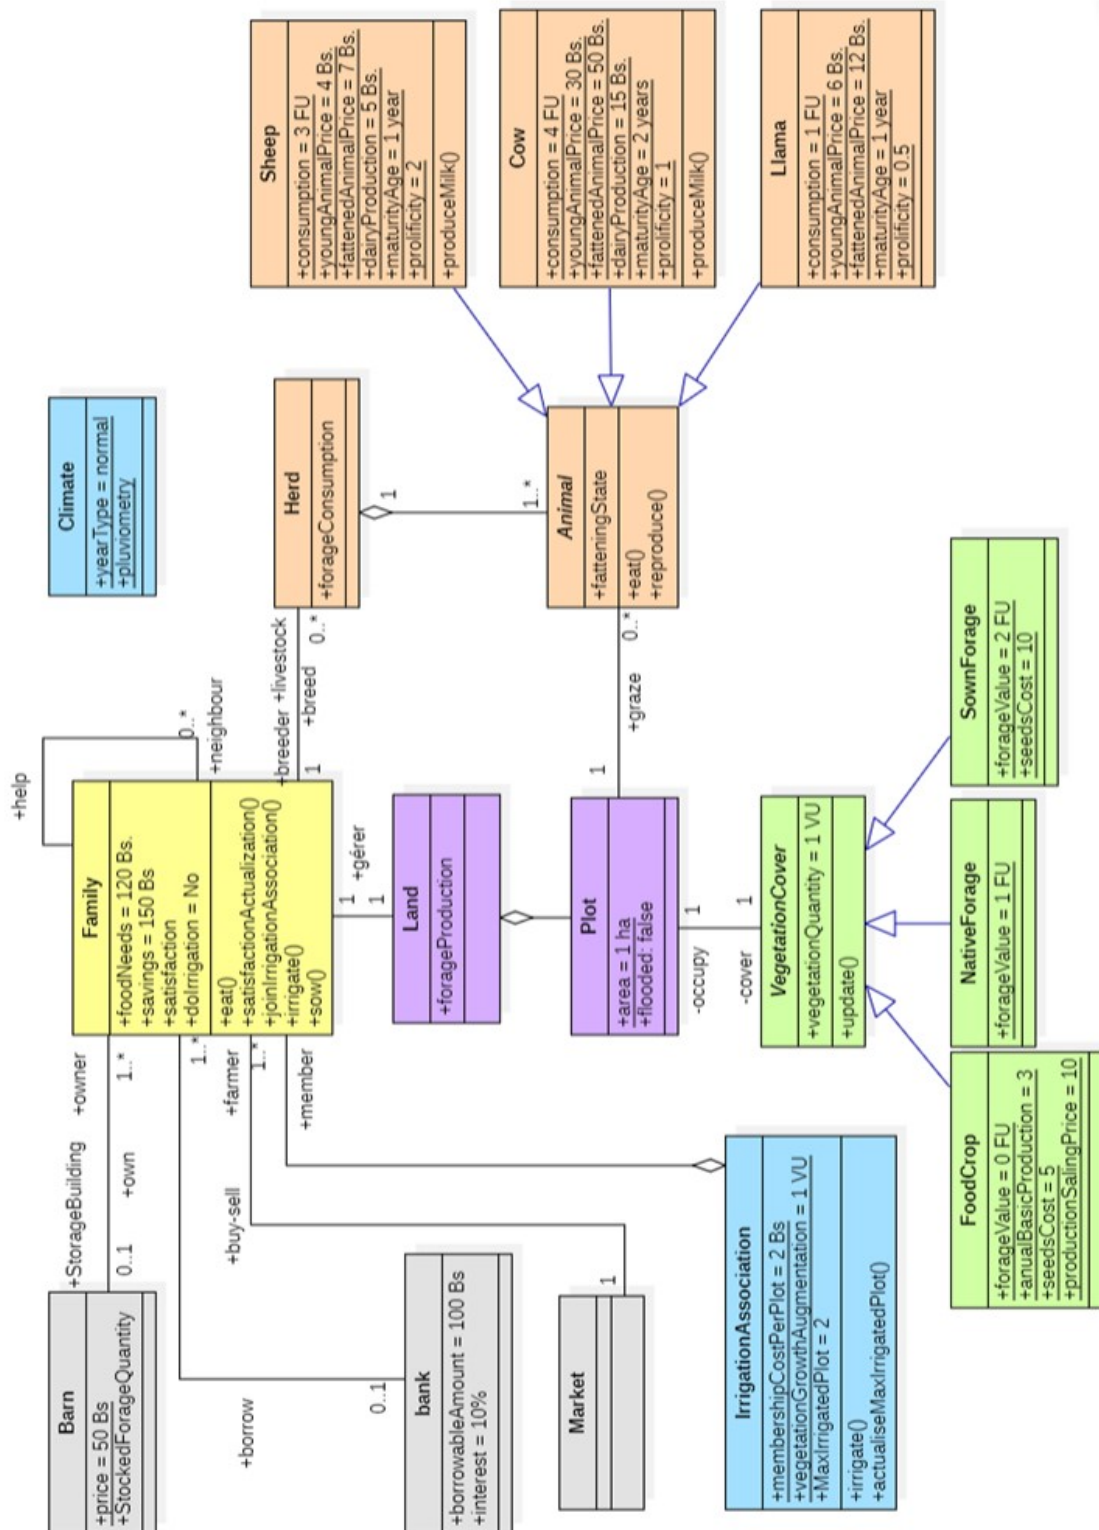 Barn
+price = 50 Bs
+StockedForageQuantity
+StorageBuilding
+owner
0..1
+own
1..*
Family
+foodNeeds = 120 Bs.
+savings = 150 Bs
+satisfaction
+doIrrigation = No
+eat()
+satisfactionActualization()
+joinIrrigationAssociation()
+irrigate()
+sow()
+help
0..*
+neighbour
Climate
+yearType = normal
+pluviometry
+borrow
0..1
1..*
bank
+borrowableAmount = 100 Bs
+interest = 10%
+buy-sell
+farmer
1..*
1
Market
+member
+breeder
+livestock
1
+breed
0..*
Herd
+forageConsumption
1
1..*
Sheep
+consumption = 3 FU
+youngAnimalPrice = 4 Bs.
+fattenedAnimalPrice = 7 Bs.
+dairyProduction = 5 Bs.
+maturityAge = 1 year
+prolificity = 2
+produceMilk()
1
+gérer
1
Land
+forageProduction
Animal
+fatteningState
+eat()
+reproduce()
Cow
+consumption = 4 FU
+youngAnimalPrice = 30 Bs.
+fattenedAnimalPrice = 50 Bs.
+dairyProduction = 15 Bs.
+maturityAge = 2 years
+prolificity = 1
+produceMilk()
Plot
+area = 1 ha
+flooded: false
1
+graze
0..*
Llama
+consumption = 1 FU
+youngAnimalPrice = 6 Bs.
+fattenedAnimalPrice = 12 Bs.
+maturityAge = 1 year
+prolificity = 0.5
-occupy
1
-cover
1
IrrigationAssociation
+membershipCostPerPlot = 2 Bs
+vegetationGrowthAugmentation = 1 VU
+MaxIrrigatedPlot = 2
+irrigate()
+actualiseMaxIrrigatedPlot()
VegetationCover
+vegetationQuantity = 1 VU
+update()
FoodCrop
+forageValue = 0 FU
+anualBasicProduction = 3
+seedsCost = 5
+productionSalingPrice = 10
NativeForage
+forageValue = 1 FU
SownForage
+forageValue = 2 FU
+seedsCost = 10